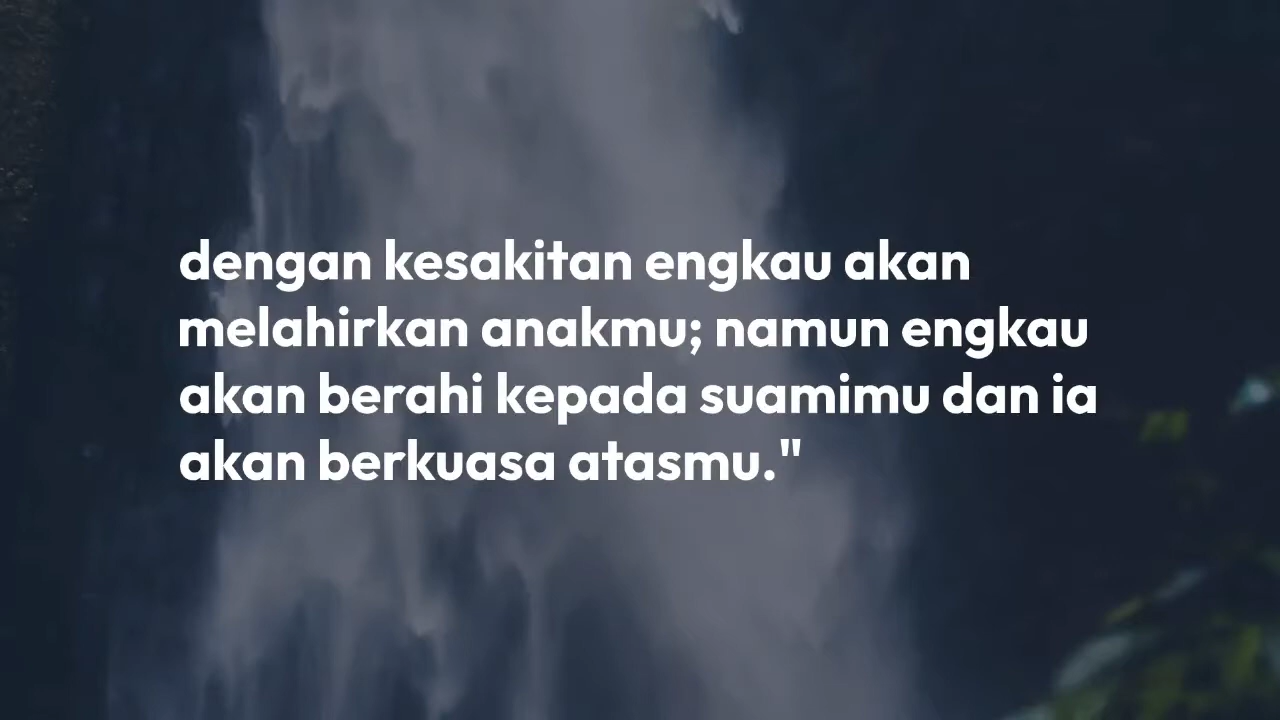 dengan kesakitan engkau akan
melahirkan anakmu; namun engkau
akan berahi kepada suamimu dan ia
akan berkuasa atasmu."